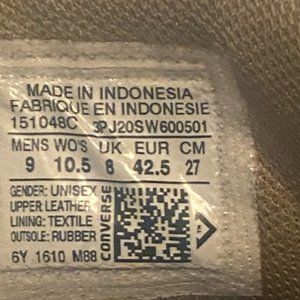 MADE IN INDONESIA
FABRIQUE EN INDONESIE
151048C 3PJ20SW600501
MENS WO'S UK EUR CM
9 10.5 8 42.5 27
GENDER: UNISEX
UPPER LEATHER
LINING: TEXTILE
OUTSOLE: RUBBER
6Y 1610 M88
CONVERSE